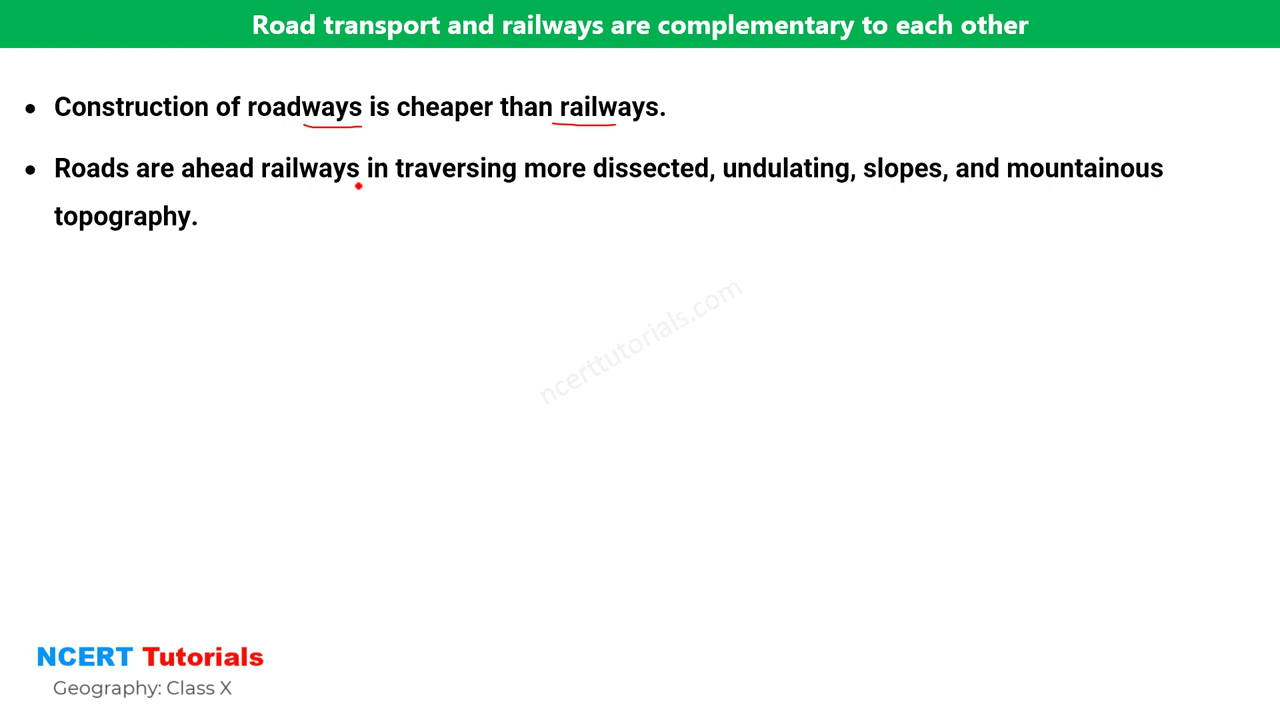 Road transport and railways are complementary to each other
• Construction of roadways is cheaper than railways.
• Roads are ahead railways in traversing more dissected, undulating, slopes, and mountainous
topography.
ncerttutorials.com
NCERT Tutorials
Geography: Class X